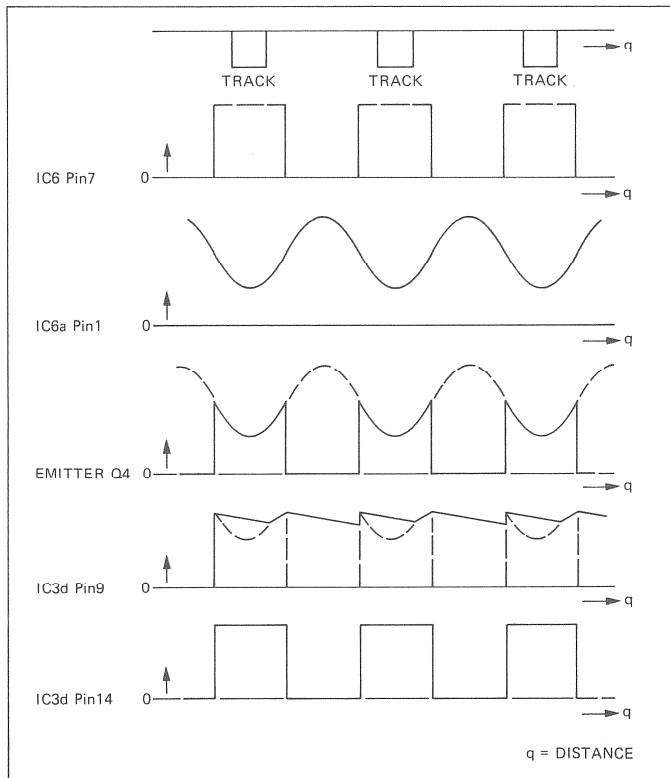 q
TRACK TRACK TRACK
IC6 Pin7 0
q
IC6a Pin1 0
q
EMITTER Q4 0
q
IC3d Pin9 0
q
IC3d Pin14 0
q
q = DISTANCE